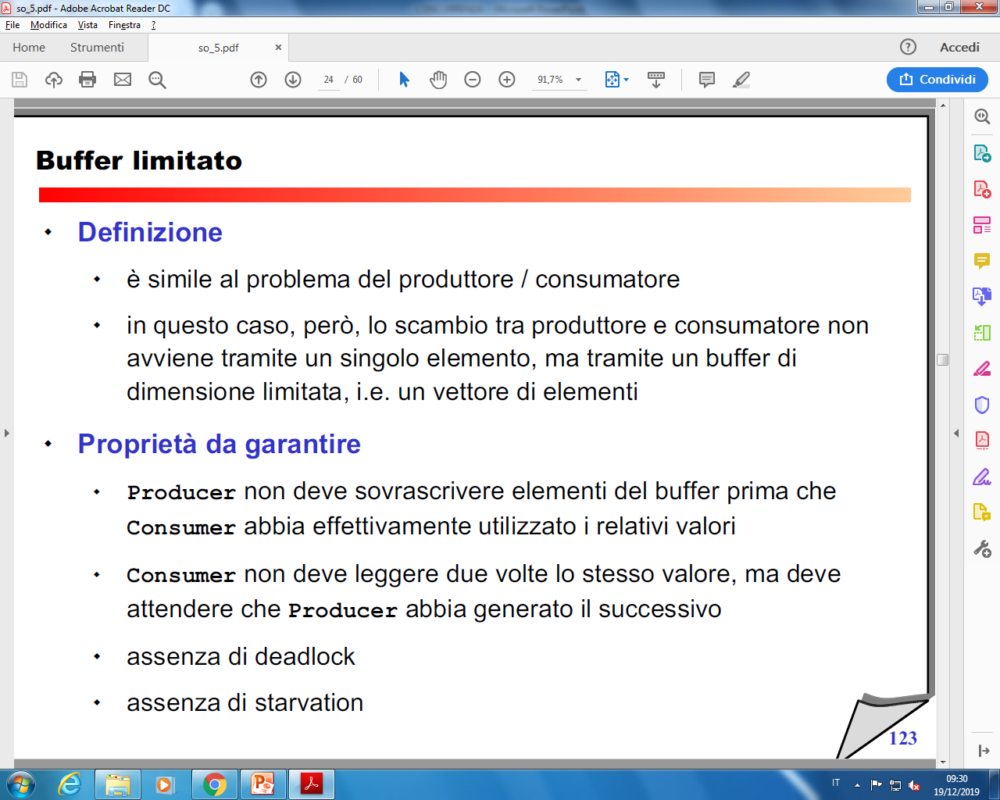 so_5.pdf - Adobe Acrobat Reader DC
File Modifica Vista Finestra ?
Home Strumenti so_5.pdf × ? Accedi
24 / 60 91,7% Condividi
Buffer limitato
Definizione
è simile al problema del produttore / consumatore
in questo caso, però, lo scambio tra produttore e consumatore non
avviene tramite un singolo elemento, ma tramite un buffer di
dimensione limitata, i.e. un vettore di elementi
Proprietà da garantire
Producer non deve sovrascrivere elementi del buffer prima che
Consumer abbia effettivamente utilizzato i relativi valori
Consumer non deve leggere due volte lo stesso valore, ma deve
attendere che Producer abbia generato il successivo
assenza di deadlock
assenza di starvation
123
IT 09:30
19/12/2019